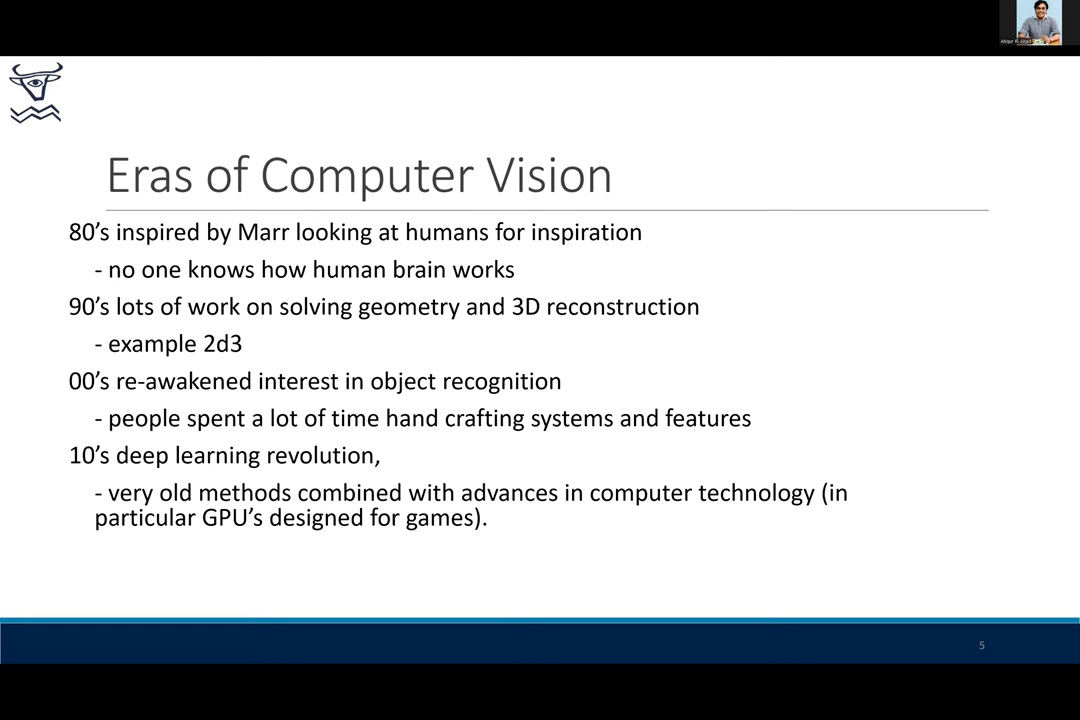 Eras of Computer Vision
80's inspired by Marr looking at humans for inspiration
- no one knows how human brain works
90's lots of work on solving geometry and 3D reconstruction
- example 2d3
00's re-awakened interest in object recognition
- people spent a lot of time hand crafting systems and features
10's deep learning revolution,
- very old methods combined with advances in computer technology (in
particular GPU's designed for games).
5